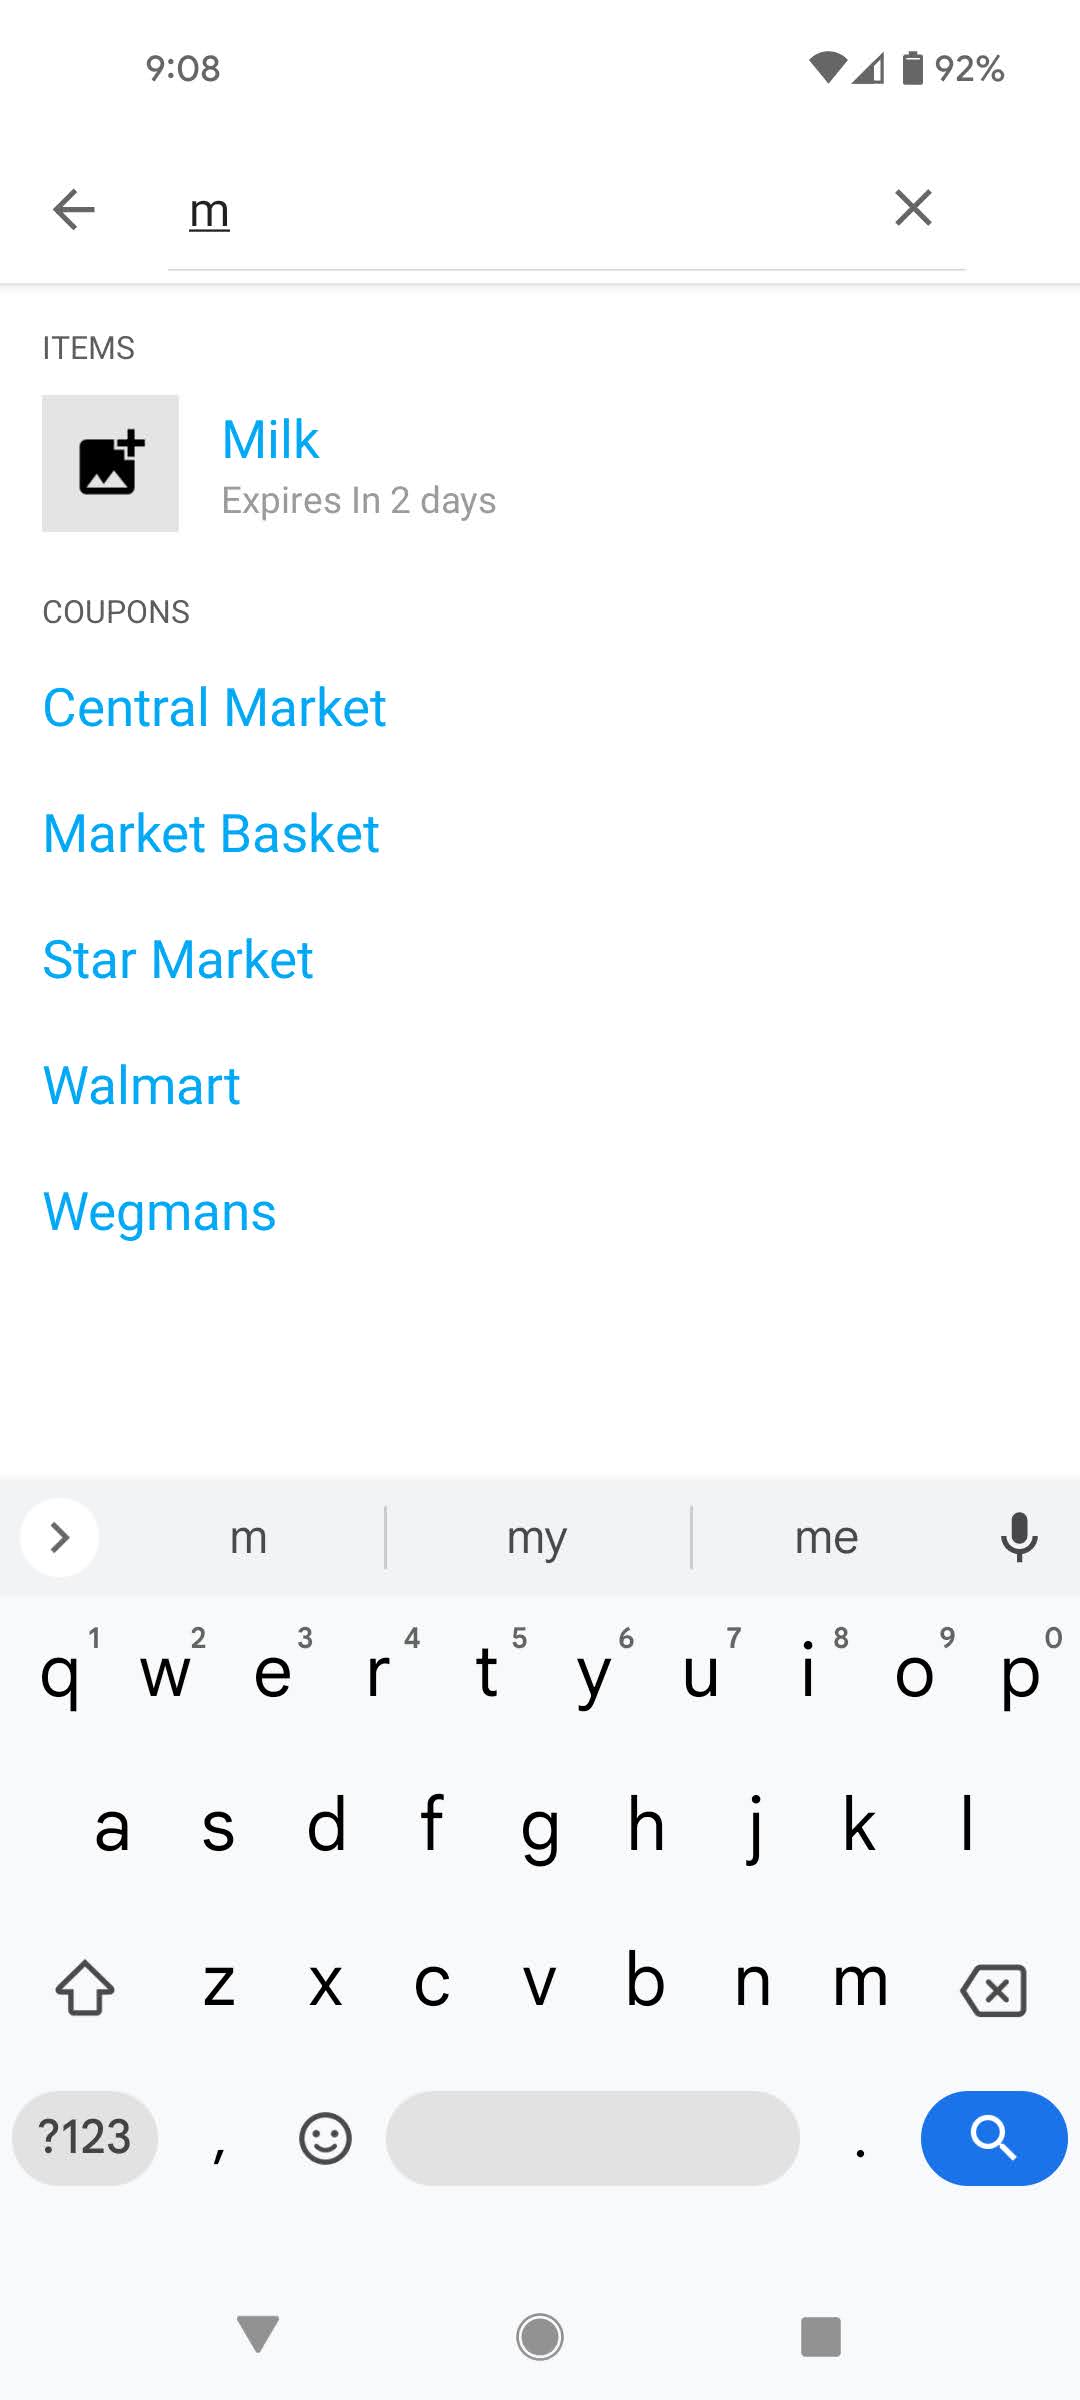 9:08 92%
m
ITEMS
Milk
Expires In 2 days
COUPONS
Central Market
Market Basket
Star Market
Walmart
Wegmans
m my me
1 2 3 4 5 6 7 8 9 0
q w e r t y u i o p
a s d f g h j k l
z x c v b n m
?123 , .